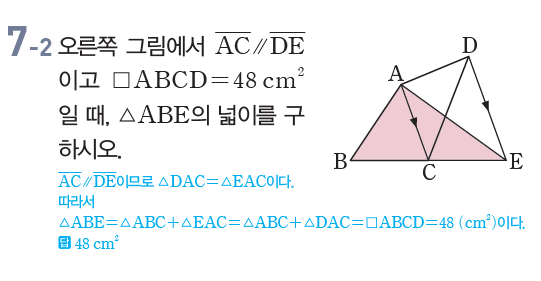 7-2 오른쪽 그림에서 AC∥DE
이고 □ABCD=48 cm²
일 때, △ABE의 넓이를 구
하시오.
AC∥DE이므로 △DAC=△EAC이다.
따라서
△ABE=△ABC+△EAC=△ABC+△DAC=□ABCD=48 (cm²)이다.
답 48 cm²
D
A
B
C
E